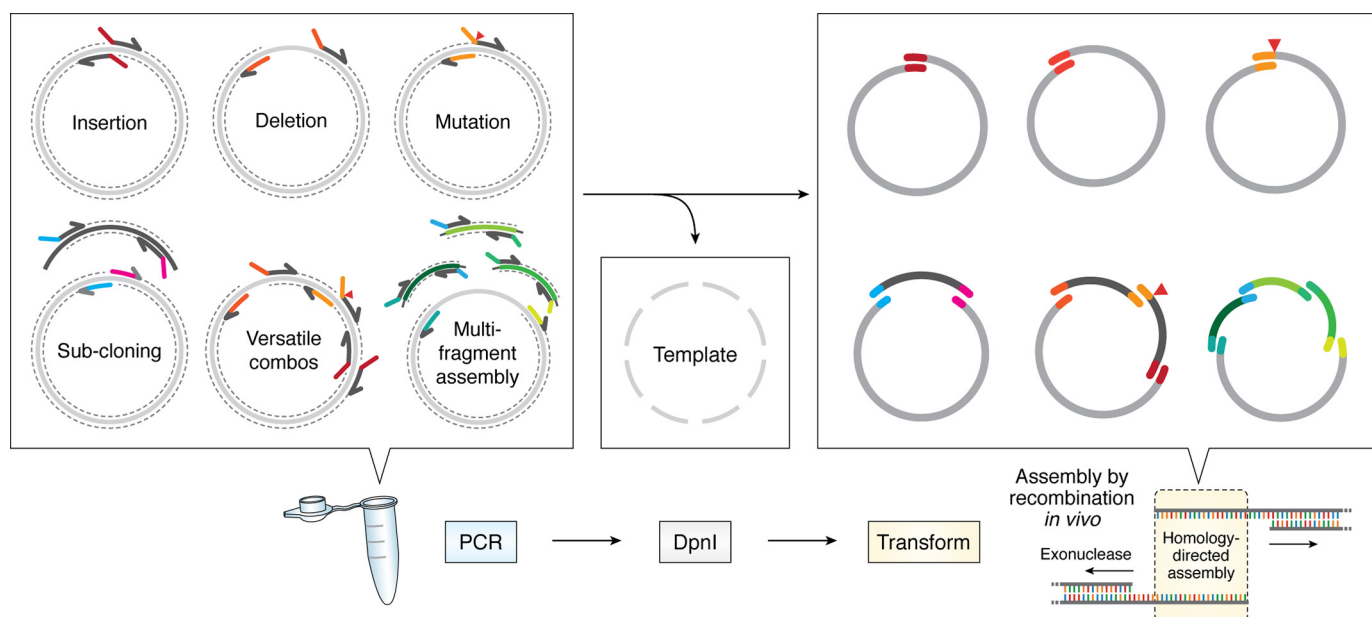 Insertion
Deletion
Mutation
Sub-cloning
Versatile
combos
Multi-
fragment
assembly
Template
PCR
DpnI
Transform
Assembly by
recombination
in vivo
Exonuclease
Homology-
directed
assembly